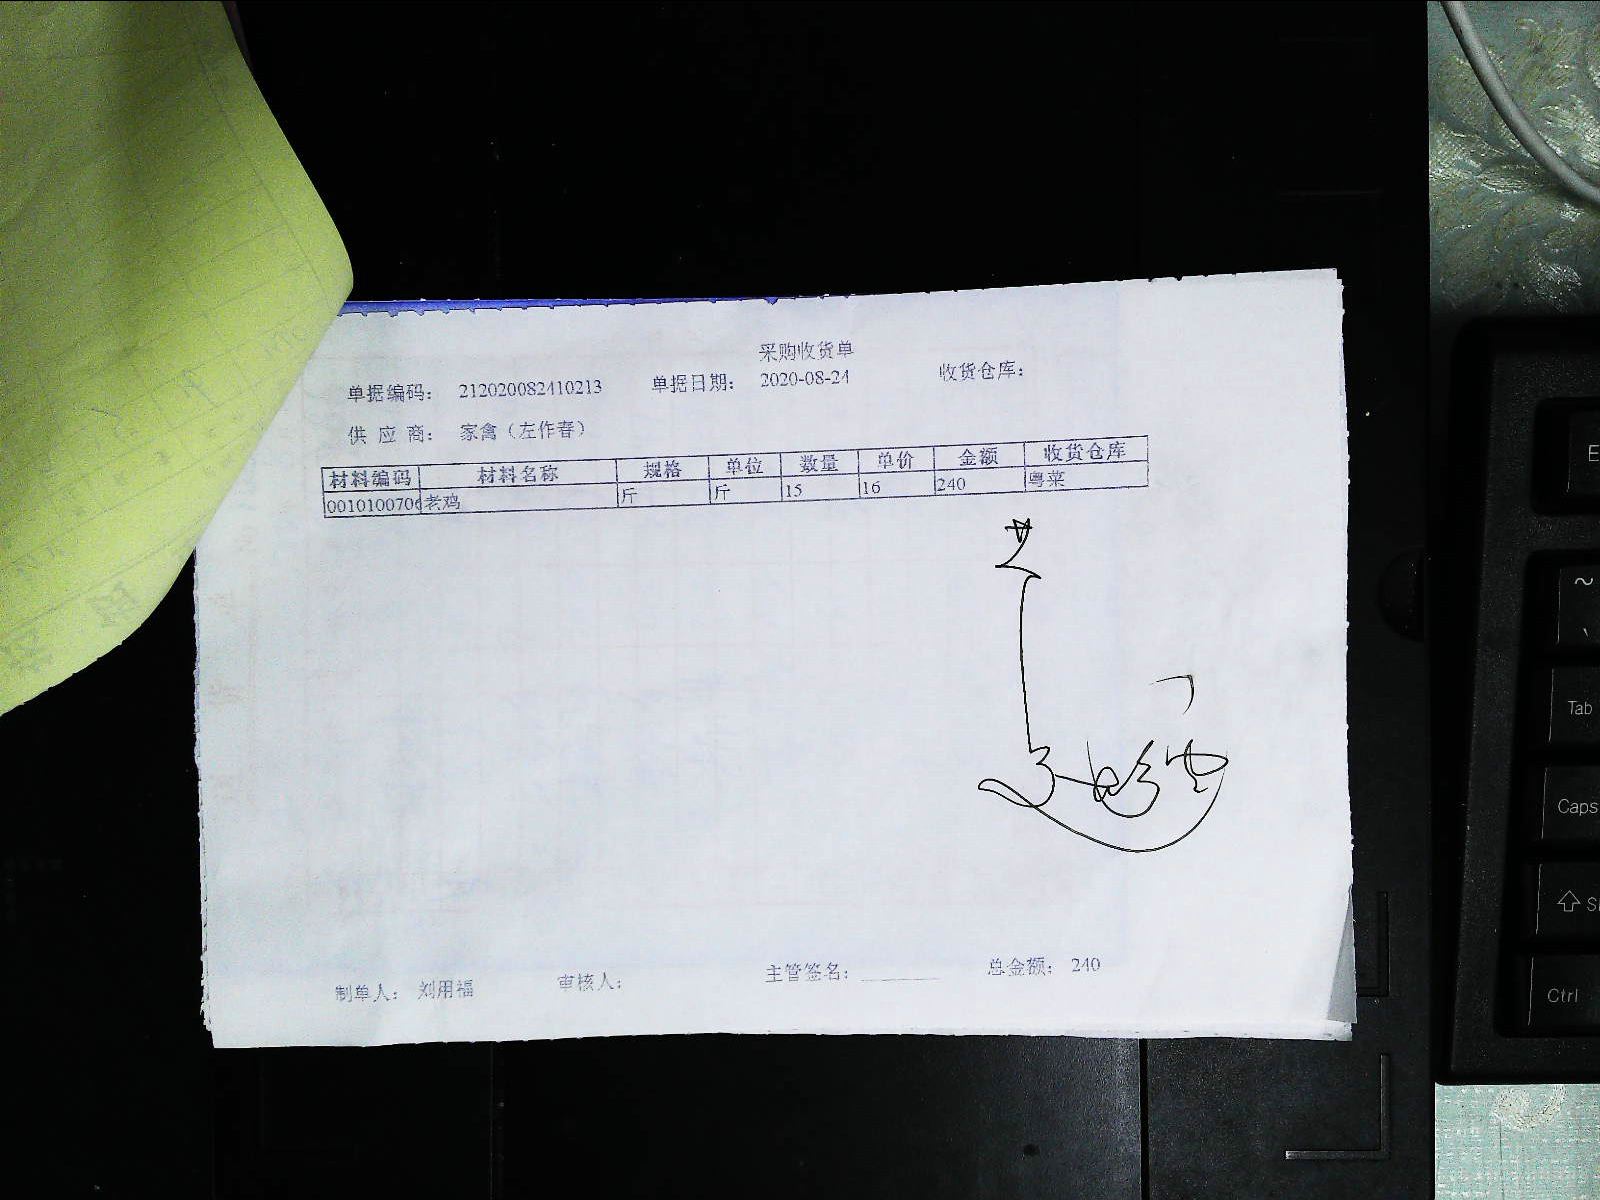 采购收货单
单据编码： 212020082410213 单据日期： 2020-08-24 收货仓库：
供 应 商： 家禽（左作春）
材料编码 材料名称 规格 单位 数量 单价 金额 收货仓库
0010100706 老鸡 斤 斤 15 16 240 粤菜
制单人： 刘用福 审核人： 主管签名：________ 总金额： 240
~
Tab
Caps
Ctrl